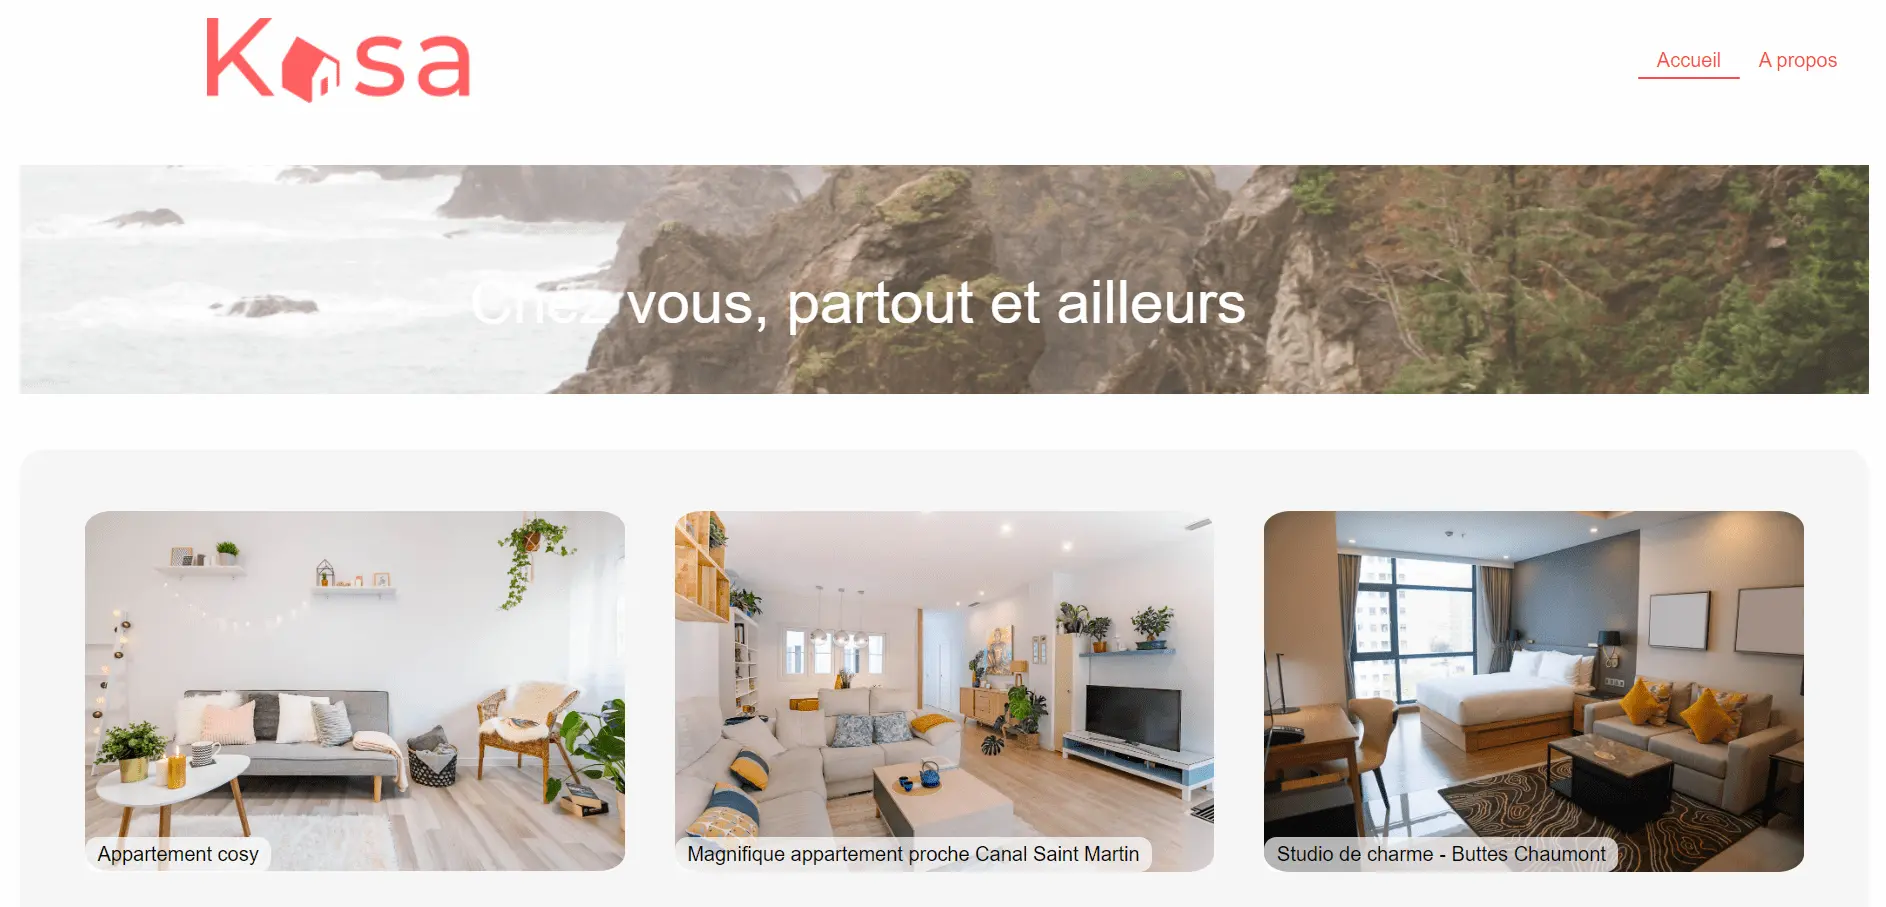 Kasa
Accueil
A propos
Chez vous, partout et ailleurs
Appartement cosy
Magnifique appartement proche Canal Saint Martin
Studio de charme - Buttes Chaumont